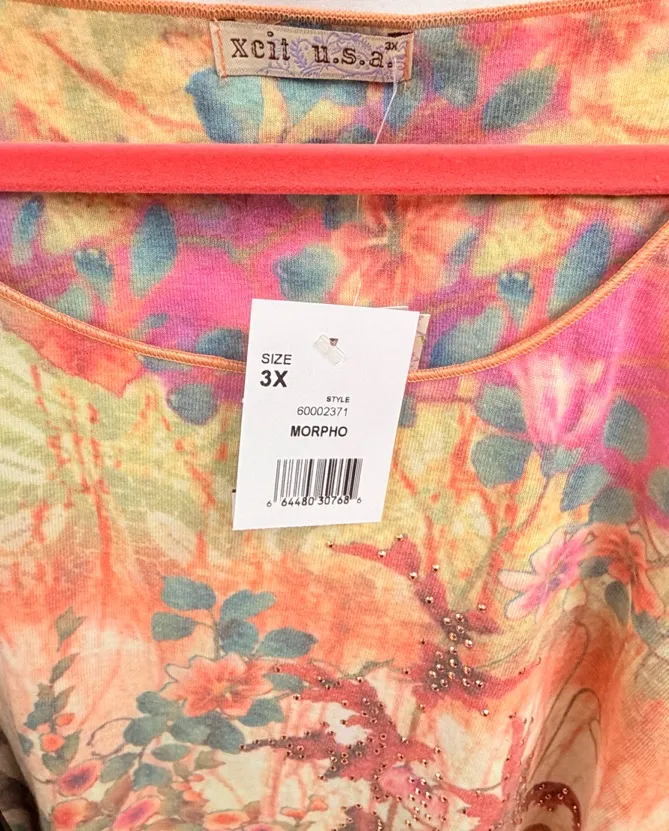 xcit u.s.a. 3X
SIZE
3X
STYLE
60002371
MORPHO
6 64480 30768 6